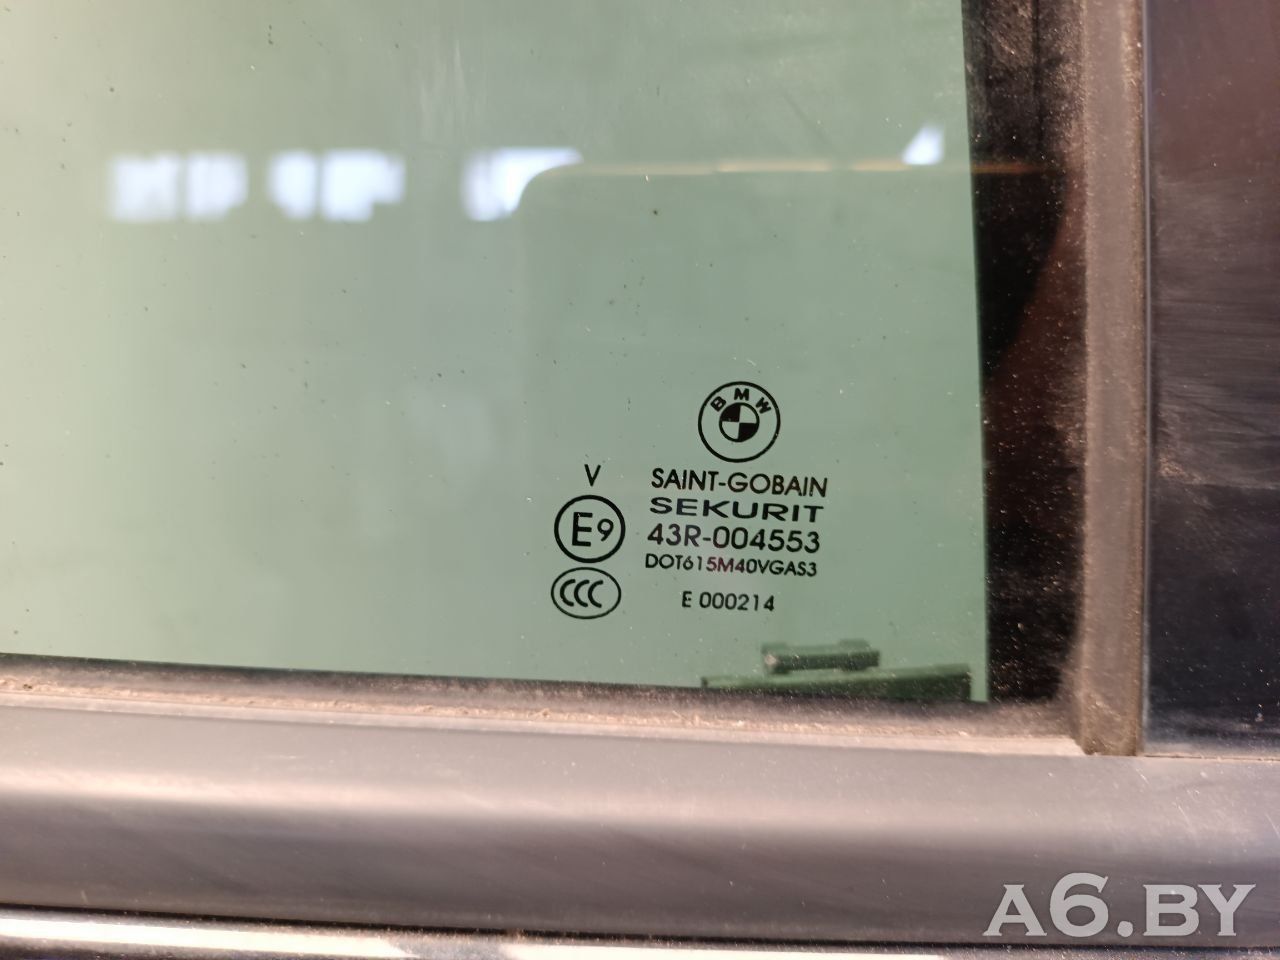 BMW
V
SAINT-GOBAIN
SEKURIT
E9
43R-004553
DOT615M40VGAS3
CCC
E 000214
A6.BY